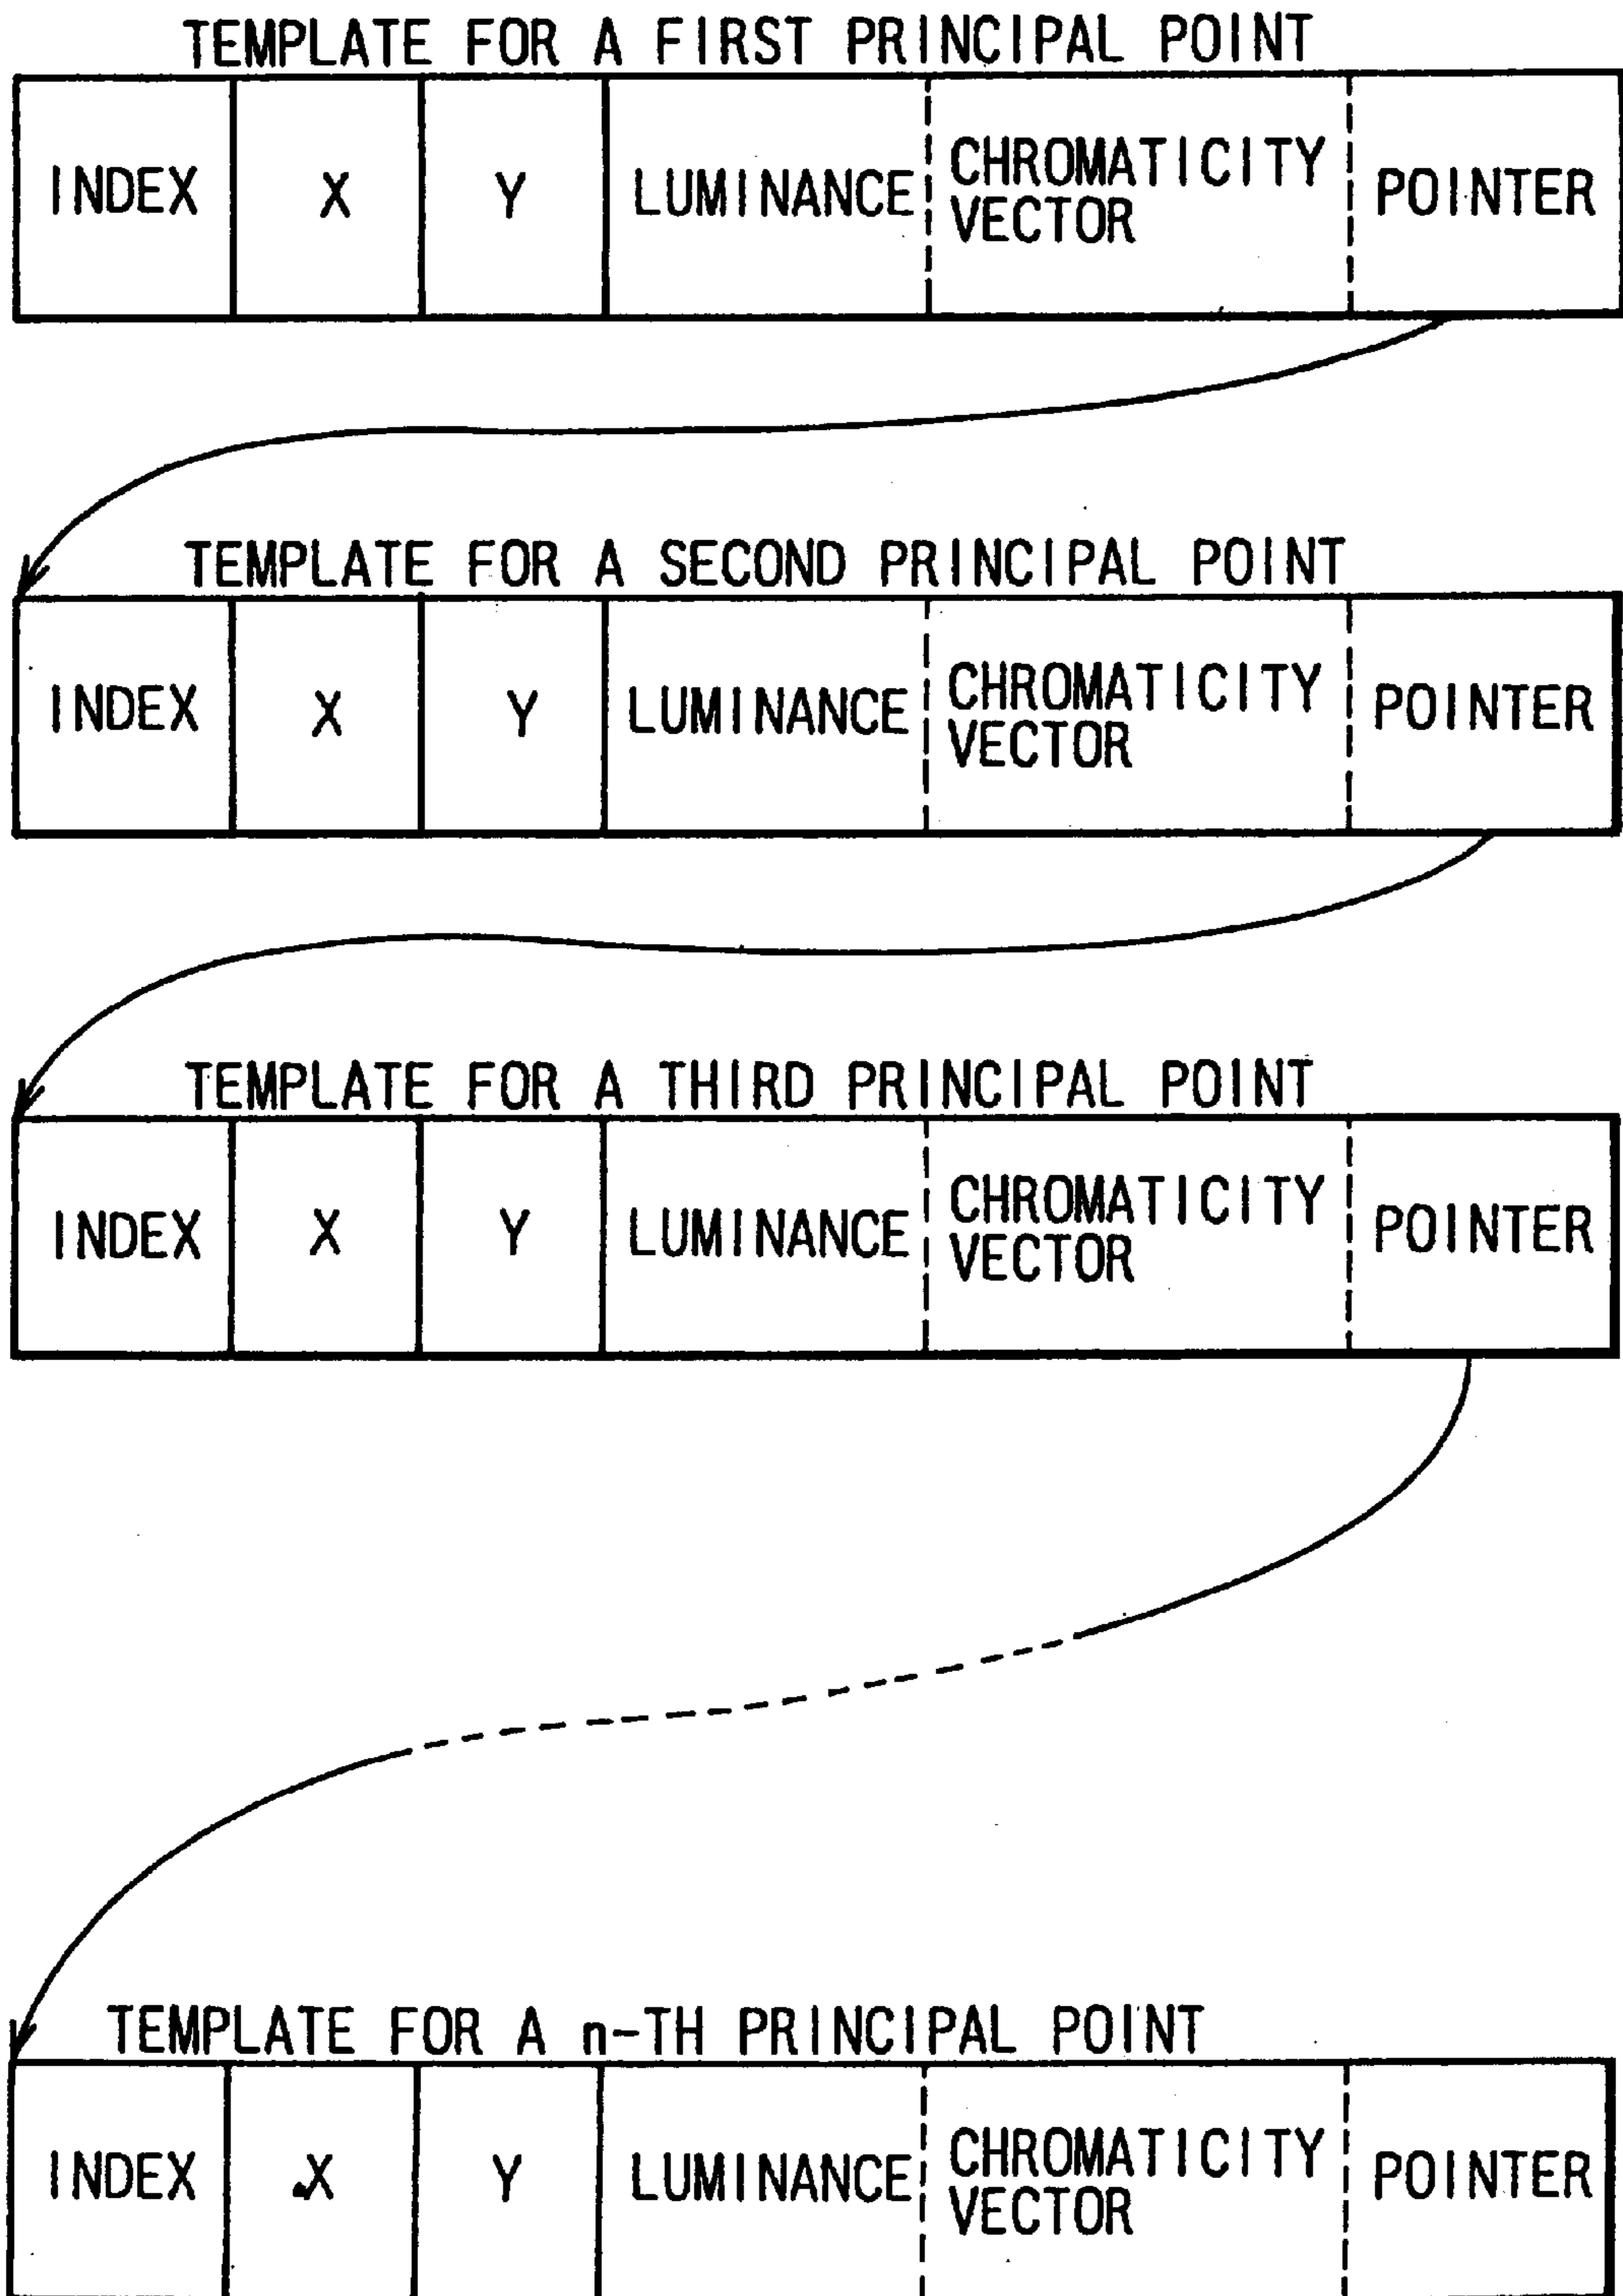 TEMPLATE FOR A FIRST PRINCIPAL POINT
INDEX X Y LUMINANCE CHROMATICITY VECTOR POINTER
TEMPLATE FOR A SECOND PRINCIPAL POINT
INDEX X Y LUMINANCE CHROMATICITY VECTOR POINTER
TEMPLATE FOR A THIRD PRINCIPAL POINT
INDEX X Y LUMINANCE CHROMATICITY VECTOR POINTER
TEMPLATE FOR A n-TH PRINCIPAL POINT
INDEX X Y LUMINANCE CHROMATICITY VECTOR POINTER